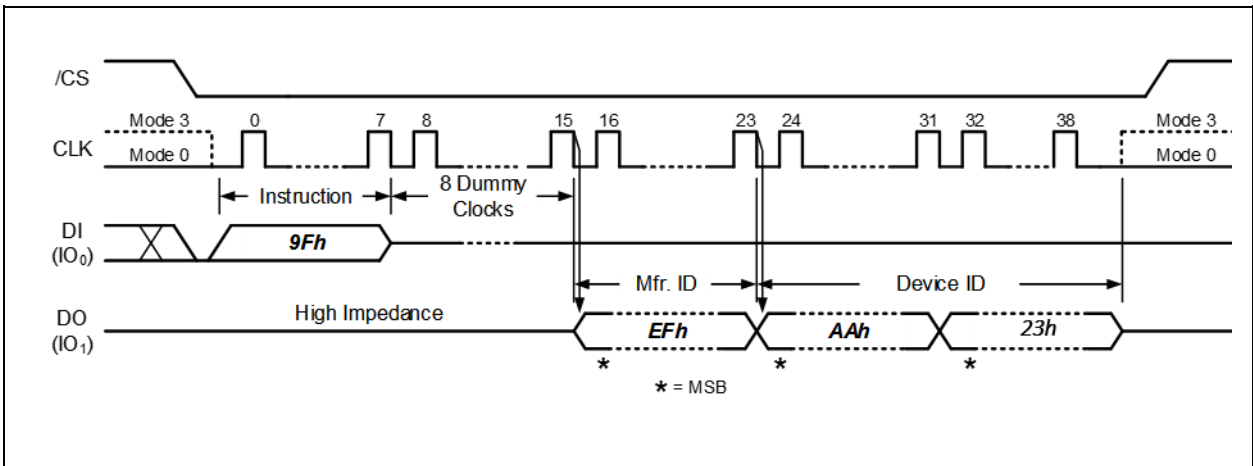 /CS
Mode 3 0 7 8 15 16 23 24 31 32 38 Mode 3
CLK
Mode 0 Mode 0
Instruction 8 Dummy Clocks
DI
(IO₀)
9Fh
Mfr. ID Device ID
DO
(IO₁)
High Impedance
EFh AAh 23h
* * *
* = MSB